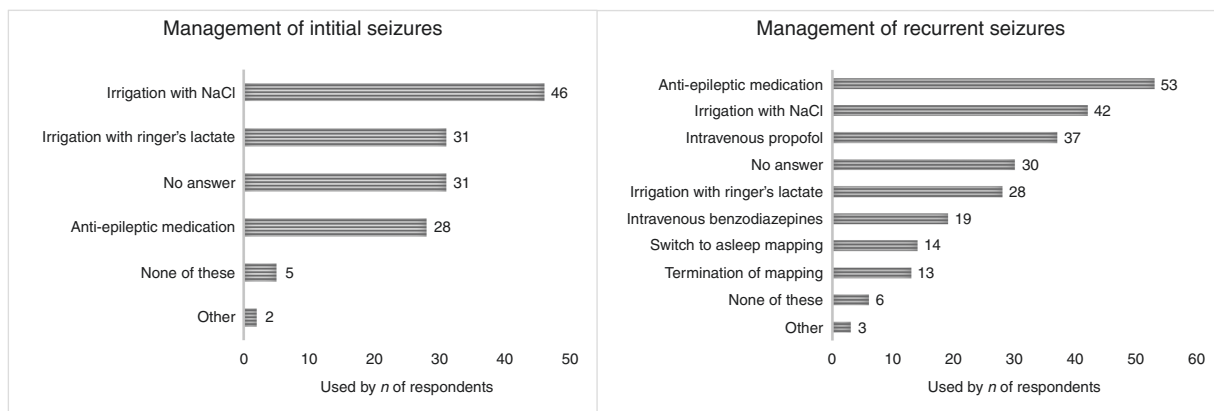 Management of intitial seizures
Irrigation with NaCl 46
Irrigation with ringer's lactate 31
No answer 31
Anti-epileptic medication 28
None of these 5
Other 2
0 10 20 30 40 50
Used by n of respondents
Management of recurrent seizures
Anti-epileptic medication 53
Irrigation with NaCl 42
Intravenous propofol 37
No answer 30
Irrigation with ringer's lactate 28
Intravenous benzodiazepines 19
Switch to asleep mapping 14
Termination of mapping 13
None of these 6
Other 3
0 10 20 30 40 50 60
Used by n of respondents